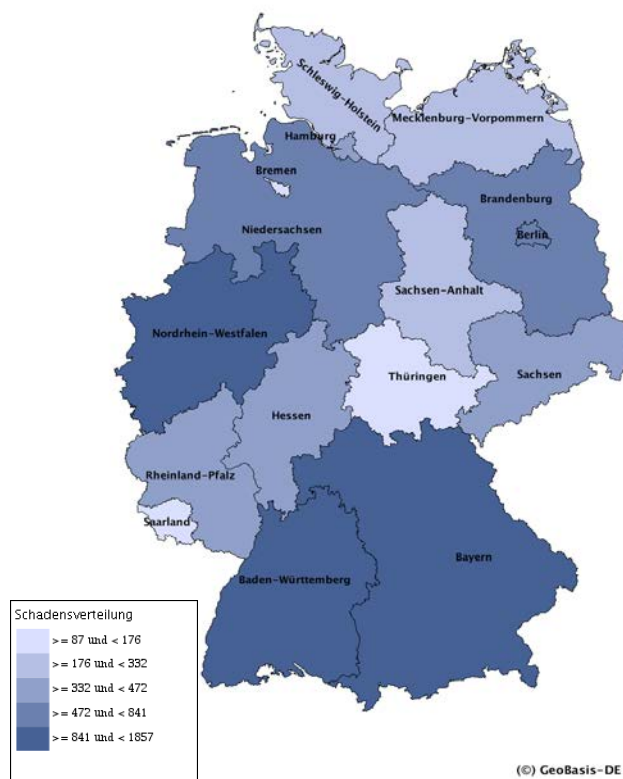 Schleswig-Holstein
Mecklenburg-Vorpommern
Hamburg
Bremen
Brandenburg
Niedersachsen
Berlin
Sachsen-Anhalt
Nordrhein-Westfalen
Thüringen
Sachsen
Hessen
Rheinland-Pfalz
Saarland
Bayern
Baden-Württemberg
Schadensverteilung
>= 87 und < 176
>= 176 und < 332
>= 332 und < 472
>= 472 und < 841
>= 841 und < 1857
(©) GeoBasis-DE